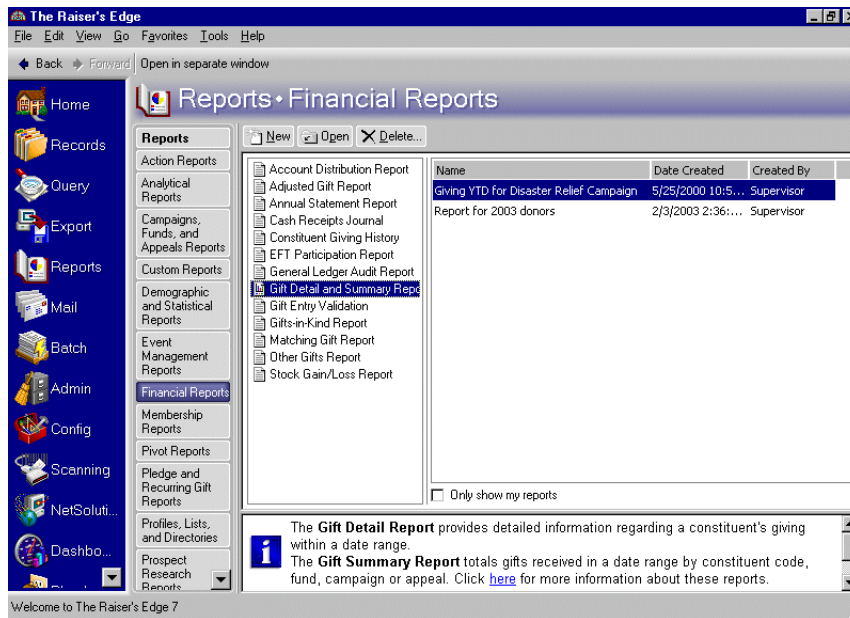 The Raiser's Edge
File Edit View Go Favorites Tools Help
Back Forward Open in separate window
Reports • Financial Reports
Home
Records
Query
Export
Reports
Mail
Batch
Admin
Config
Scanning
NetSoluti...
Dashbo...
Reports
Action Reports
Analytical
Reports
Campaigns,
Funds, and
Appeals Reports
Custom Reports
Demographic
and Statistical
Reports
Event
Management
Reports
Financial Reports
Membership
Reports
Pivot Reports
Pledge and
Recurring Gift
Reports
Profiles, Lists,
and Directories
Prospect
Research
Reports
New Open Delete...
Account Distribution Report
Adjusted Gift Report
Annual Statement Report
Cash Receipts Journal
Constituent Giving History
EFT Participation Report
General Ledger Audit Report
Gift Detail and Summary Repo
Gift Entry Validation
Gifts-in-Kind Report
Matching Gift Report
Other Gifts Report
Stock Gain/Loss Report
Name Date Created Created By
Giving YTD for Disaster Relief Campaign 5/25/2000 10:5... Supervisor
Report for 2003 donors 2/3/2003 2:36:... Supervisor
Only show my reports
The Gift Detail Report provides detailed information regarding a constituent's giving
within a date range.
The Gift Summary Report totals gifts received in a date range by constituent code,
fund, campaign or appeal. Click here for more information about these reports.
Welcome to The Raiser's Edge 7